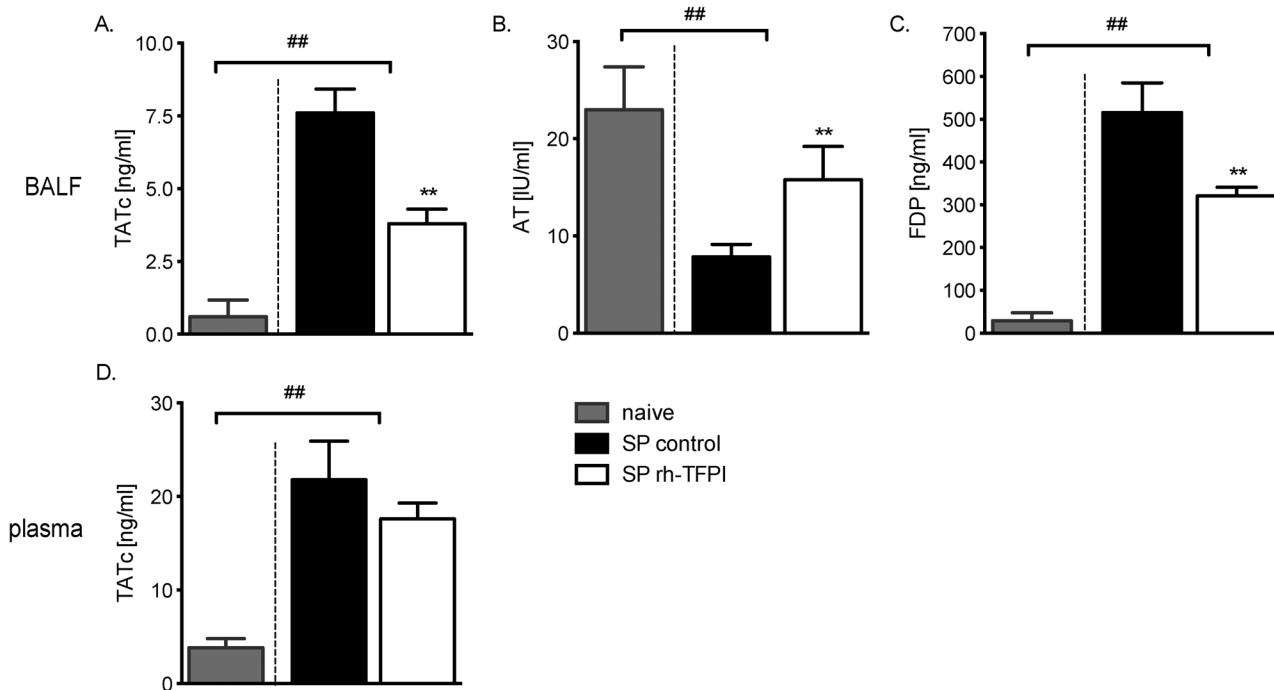 A.
##
10.0
7.5
5.0
2.5
0.0
TATc [ng/ml]
**
BALF
B.
##
30
20
10
0
AT [IU/ml]
**
C.
##
700
600
500
400
300
200
100
0
FDP [ng/ml]
**
D.
##
30
20
10
0
TATc [ng/ml]
plasma
naive
SP control
SP rh-TFPI